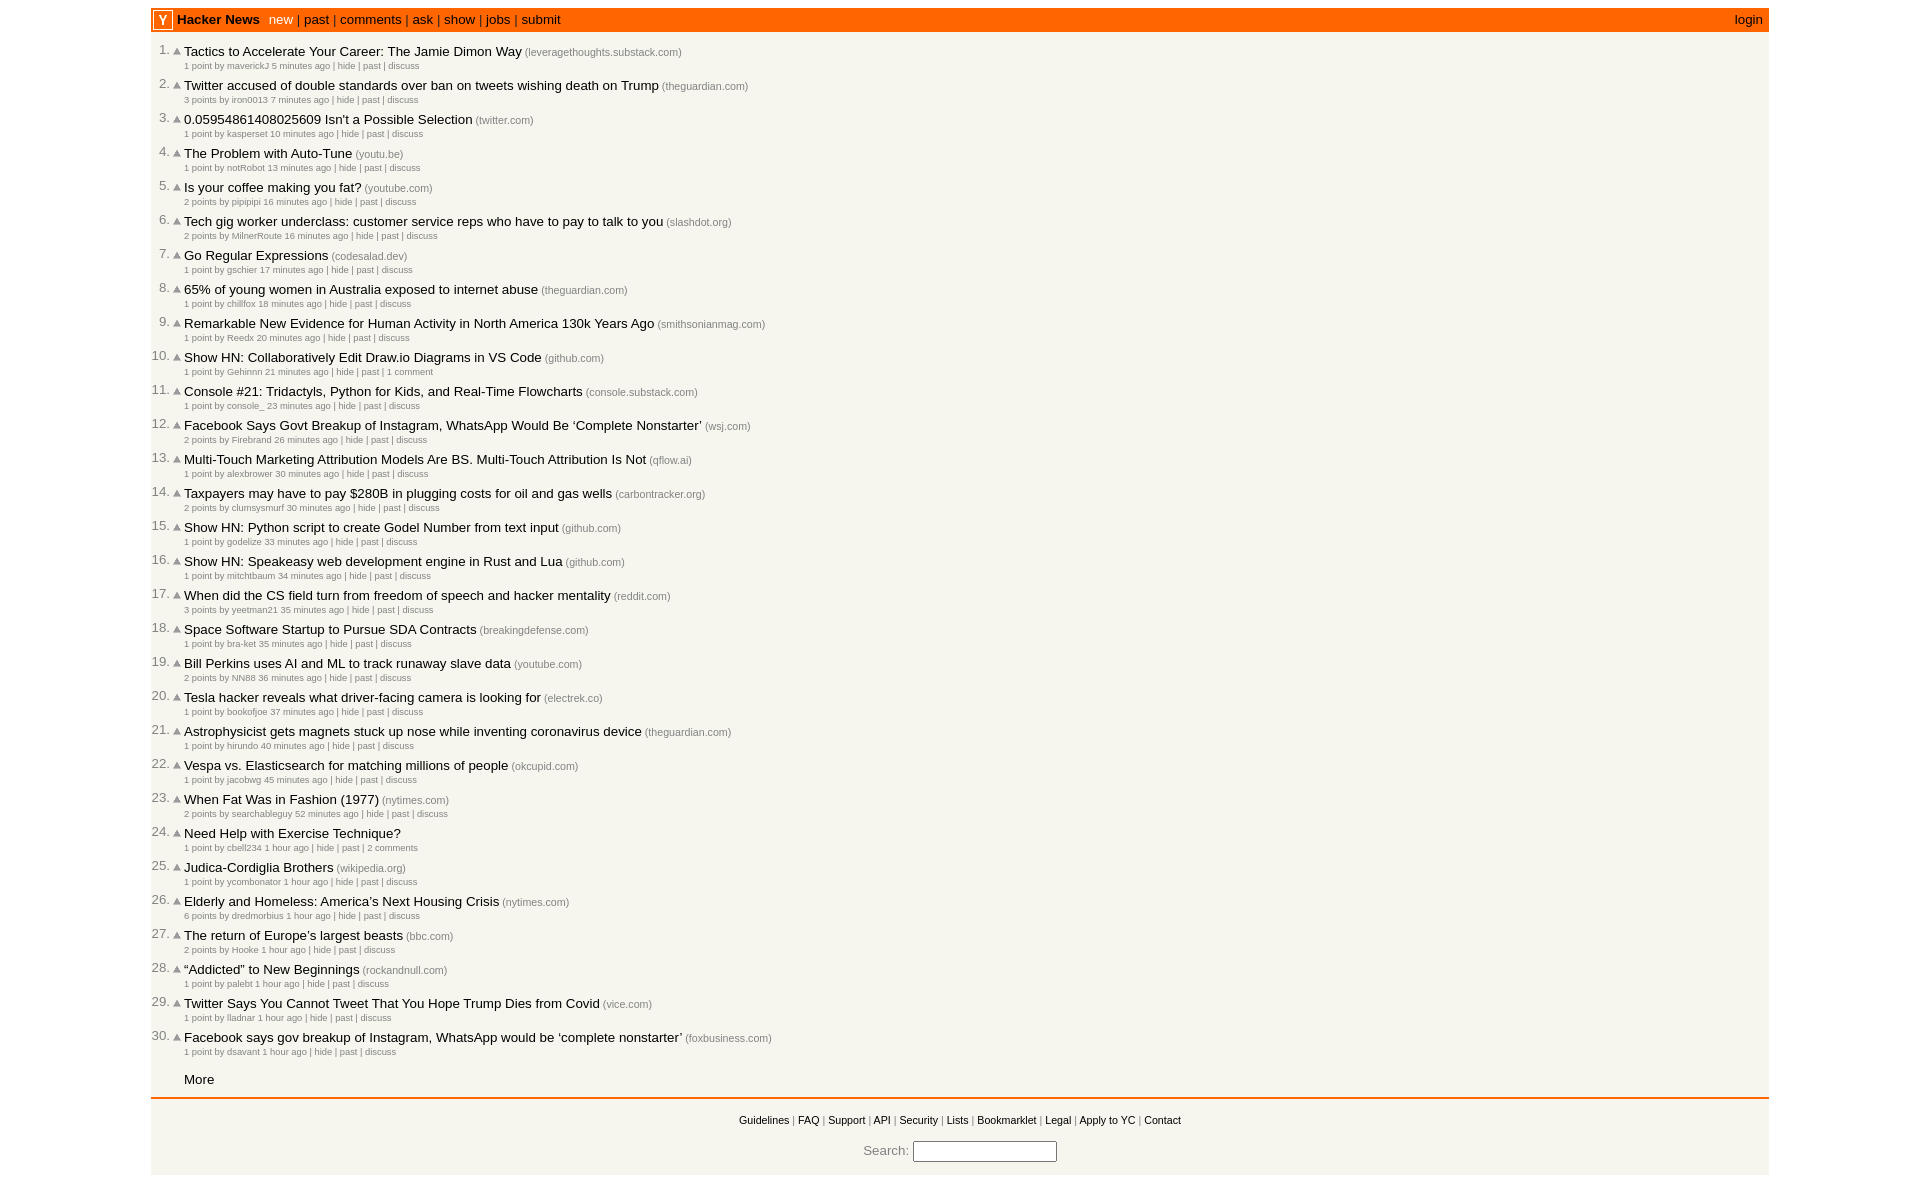 Y Hacker News new | past | comments | ask | show | jobs | submit login
1. Tactics to Accelerate Your Career: The Jamie Dimon Way (leveragethoughts.substack.com)
1 point by maverickJ 5 minutes ago | hide | past | discuss
2. Twitter accused of double standards over ban on tweets wishing death on Trump (theguardian.com)
3 points by iron0013 7 minutes ago | hide | past | discuss
3. 0.05954861408025609 Isn't a Possible Selection (twitter.com)
1 point by kasperset 10 minutes ago | hide | past | discuss
4. The Problem with Auto-Tune (youtu.be)
1 point by notRobot 13 minutes ago | hide | past | discuss
5. Is your coffee making you fat? (youtube.com)
2 points by pipipipi 16 minutes ago | hide | past | discuss
6. Tech gig worker underclass: customer service reps who have to pay to talk to you (slashdot.org)
2 points by MilnerRoute 16 minutes ago | hide | past | discuss
7. Go Regular Expressions (codesalad.dev)
1 point by gschier 17 minutes ago | hide | past | discuss
8. 65% of young women in Australia exposed to internet abuse (theguardian.com)
1 point by chillfox 18 minutes ago | hide | past | discuss
9. Remarkable New Evidence for Human Activity in North America 130k Years Ago (smithsonianmag.com)
1 point by Reedx 20 minutes ago | hide | past | discuss
10. Show HN: Collaboratively Edit Draw.io Diagrams in VS Code (github.com)
1 point by Gehinnn 21 minutes ago | hide | past | 1 comment
11. Console #21: Tridactyls, Python for Kids, and Real-Time Flowcharts (console.substack.com)
1 point by console_ 23 minutes ago | hide | past | discuss
12. Facebook Says Govt Breakup of Instagram, WhatsApp Would Be ‘Complete Nonstarter’ (wsj.com)
2 points by Firebrand 26 minutes ago | hide | past | discuss
13. Multi-Touch Marketing Attribution Models Are BS. Multi-Touch Attribution Is Not (qflow.ai)
1 point by alexbrower 30 minutes ago | hide | past | discuss
14. Taxpayers may have to pay $280B in plugging costs for oil and gas wells (carbontracker.org)
2 points by clumsysmurf 30 minutes ago | hide | past | discuss
15. Show HN: Python script to create Godel Number from text input (github.com)
1 point by godelize 33 minutes ago | hide | past | discuss
16. Show HN: Speakeasy web development engine in Rust and Lua (github.com)
1 point by mitchtbaum 34 minutes ago | hide | past | discuss
17. When did the CS field turn from freedom of speech and hacker mentality (reddit.com)
3 points by yeetman21 35 minutes ago | hide | past | discuss
18. Space Software Startup to Pursue SDA Contracts (breakingdefense.com)
1 point by bra-ket 35 minutes ago | hide | past | discuss
19. Bill Perkins uses AI and ML to track runaway slave data (youtube.com)
2 points by NN88 36 minutes ago | hide | past | discuss
20. Tesla hacker reveals what driver-facing camera is looking for (electrek.co)
1 point by bookofjoe 37 minutes ago | hide | past | discuss
21. Astrophysicist gets magnets stuck up nose while inventing coronavirus device (theguardian.com)
1 point by hirundo 40 minutes ago | hide | past | discuss
22. Vespa vs. Elasticsearch for matching millions of people (okcupid.com)
1 point by jacobwg 45 minutes ago | hide | past | discuss
23. When Fat Was in Fashion (1977) (nytimes.com)
2 points by searchableguy 52 minutes ago | hide | past | discuss
24. Need Help with Exercise Technique?
1 point by cbell234 1 hour ago | hide | past | 2 comments
25. Judica-Cordiglia Brothers (wikipedia.org)
1 point by ycombonator 1 hour ago | hide | past | discuss
26. Elderly and Homeless: America’s Next Housing Crisis (nytimes.com)
6 points by dredmorbius 1 hour ago | hide | past | discuss
27. The return of Europe’s largest beasts (bbc.com)
2 points by Hooke 1 hour ago | hide | past | discuss
28. “Addicted” to New Beginnings (rockandnull.com)
1 point by palebt 1 hour ago | hide | past | discuss
29. Twitter Says You Cannot Tweet That You Hope Trump Dies from Covid (vice.com)
1 point by lladnar 1 hour ago | hide | past | discuss
30. Facebook says gov breakup of Instagram, WhatsApp would be ‘complete nonstarter’ (foxbusiness.com)
1 point by dsavant 1 hour ago | hide | past | discuss
More
Guidelines | FAQ | Support | API | Security | Lists | Bookmarklet | Legal | Apply to YC | Contact
Search: